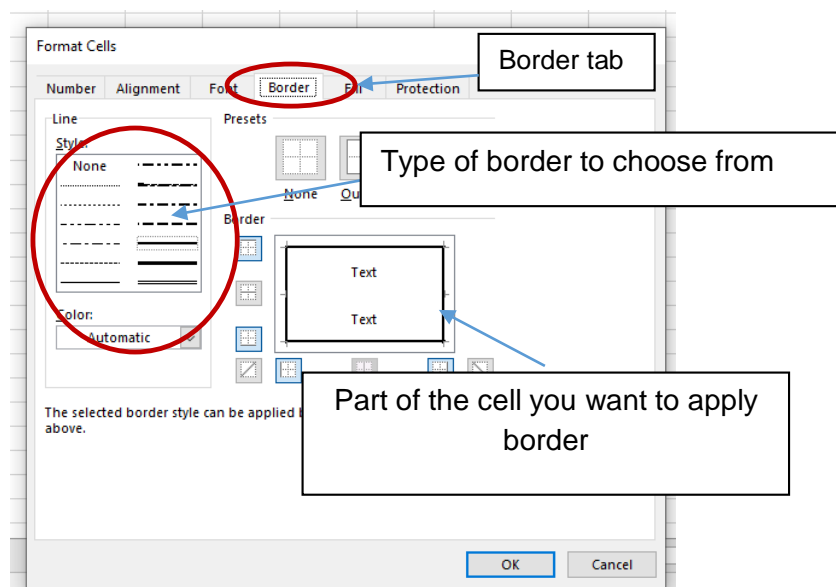 Format Cells
Border tab
Number Alignment Font Border Fill Protection
Line
Presets
Style:
None
Type of border to choose from
None
Border
Text
Text
Color:
Automatic
Part of the cell you want to apply
border
The selected border style can be applied
above.
OK Cancel